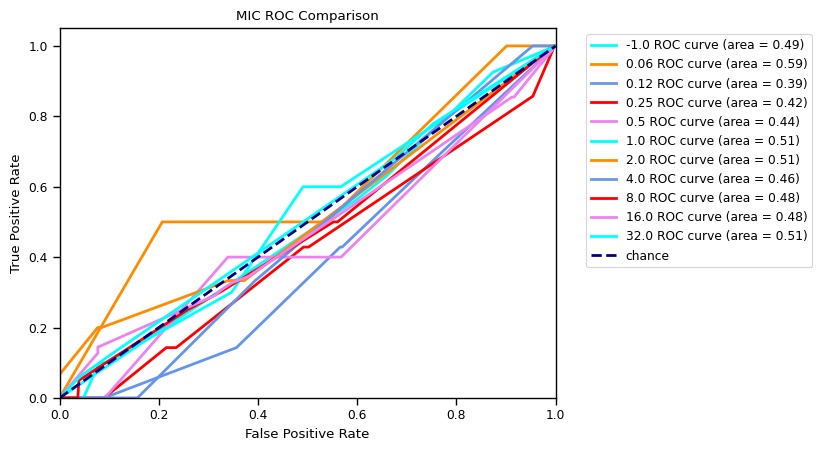 MIC ROC Comparison
1.0
0.8
0.6
0.4
0.2
0.0
True Positive Rate
0.0 0.2 0.4 0.6 0.8 1.0
False Positive Rate
-1.0 ROC curve (area = 0.49)
0.06 ROC curve (area = 0.59)
0.12 ROC curve (area = 0.39)
0.25 ROC curve (area = 0.42)
0.5 ROC curve (area = 0.44)
1.0 ROC curve (area = 0.51)
2.0 ROC curve (area = 0.51)
4.0 ROC curve (area = 0.46)
8.0 ROC curve (area = 0.48)
16.0 ROC curve (area = 0.48)
32.0 ROC curve (area = 0.51)
chance